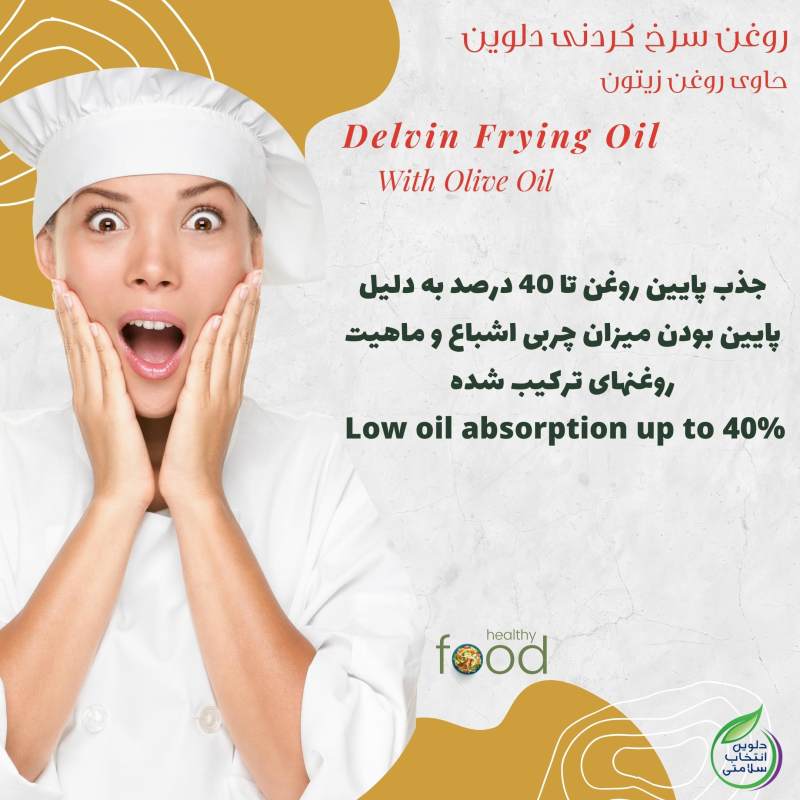 روغن سرخ کردنی دلوین
حاوی روغن زیتون
Delvin Frying Oil
With Olive Oil
جذب پایین روغن تا 40 درصد به دلیل
پایین بودن میزان چربی اشباع و ماهیت
روغنهای ترکیب شده
Low oil absorption up to 40%
healthy
food
دلوین
انتخاب
سلامتی